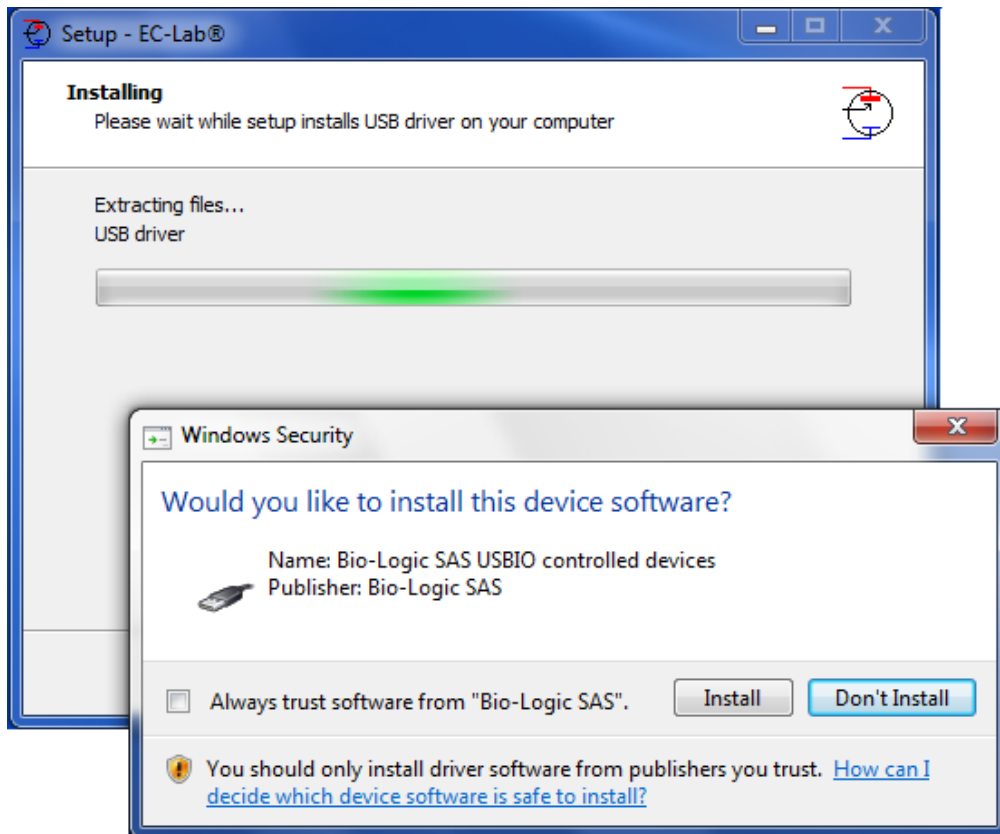 Setup - EC-Lab®
Installing
Please wait while setup installs USB driver on your computer
Extracting files...
USB driver
Windows Security
Would you like to install this device software?
Name: Bio-Logic SAS USBIO controlled devices
Publisher: Bio-Logic SAS
Always trust software from "Bio-Logic SAS".
Install
Don't Install
You should only install driver software from publishers you trust. How can I
decide which device software is safe to install?